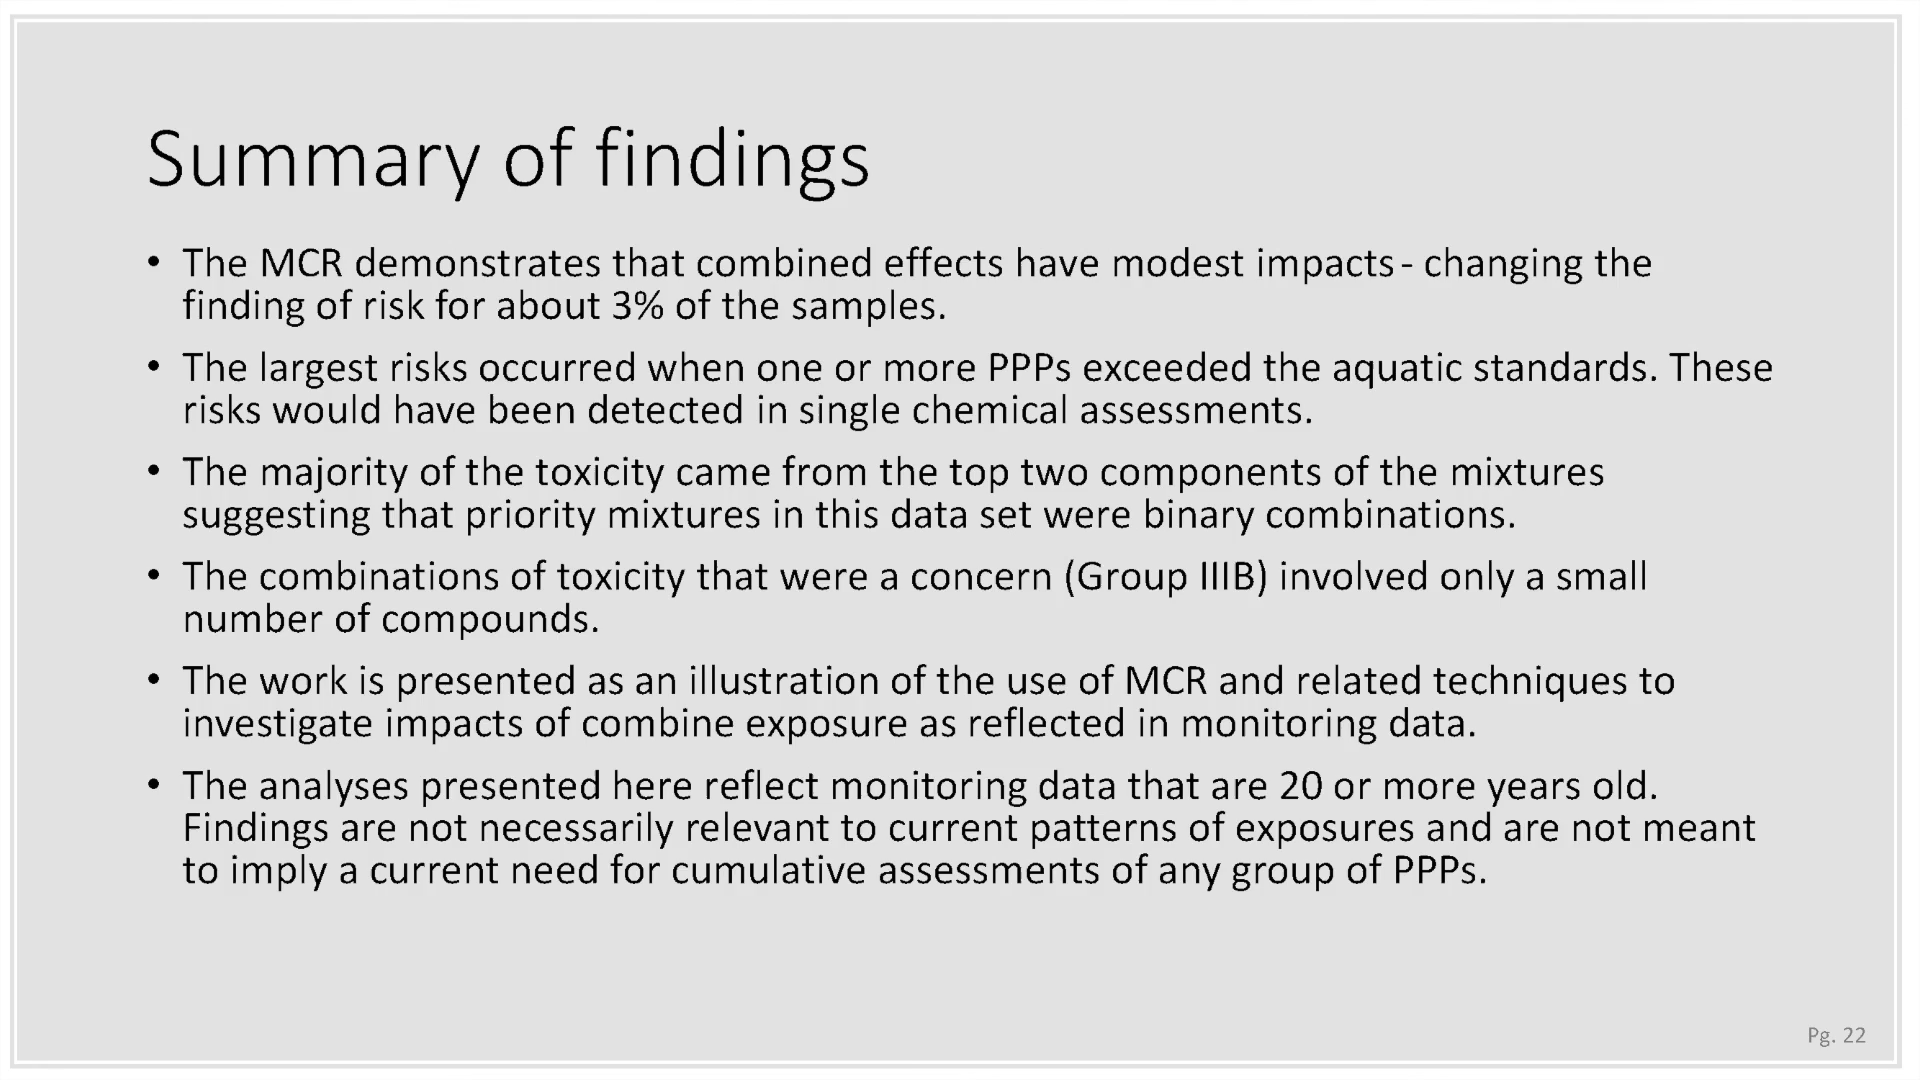 Summary of findings
• The MCR demonstrates that combined effects have modest impacts - changing the
finding of risk for about 3% of the samples.
• The largest risks occurred when one or more PPPs exceeded the aquatic standards. These
risks would have been detected in single chemical assessments.
• The majority of the toxicity came from the top two components of the mixtures
suggesting that priority mixtures in this data set were binary combinations.
• The combinations of toxicity that were a concern (Group IIIB) involved only a small
number of compounds.
• The work is presented as an illustration of the use of MCR and related techniques to
investigate impacts of combine exposure as reflected in monitoring data.
• The analyses presented here reflect monitoring data that are 20 or more years old.
Findings are not necessarily relevant to current patterns of exposures and are not meant
to imply a current need for cumulative assessments of any group of PPPs.
Pg. 22